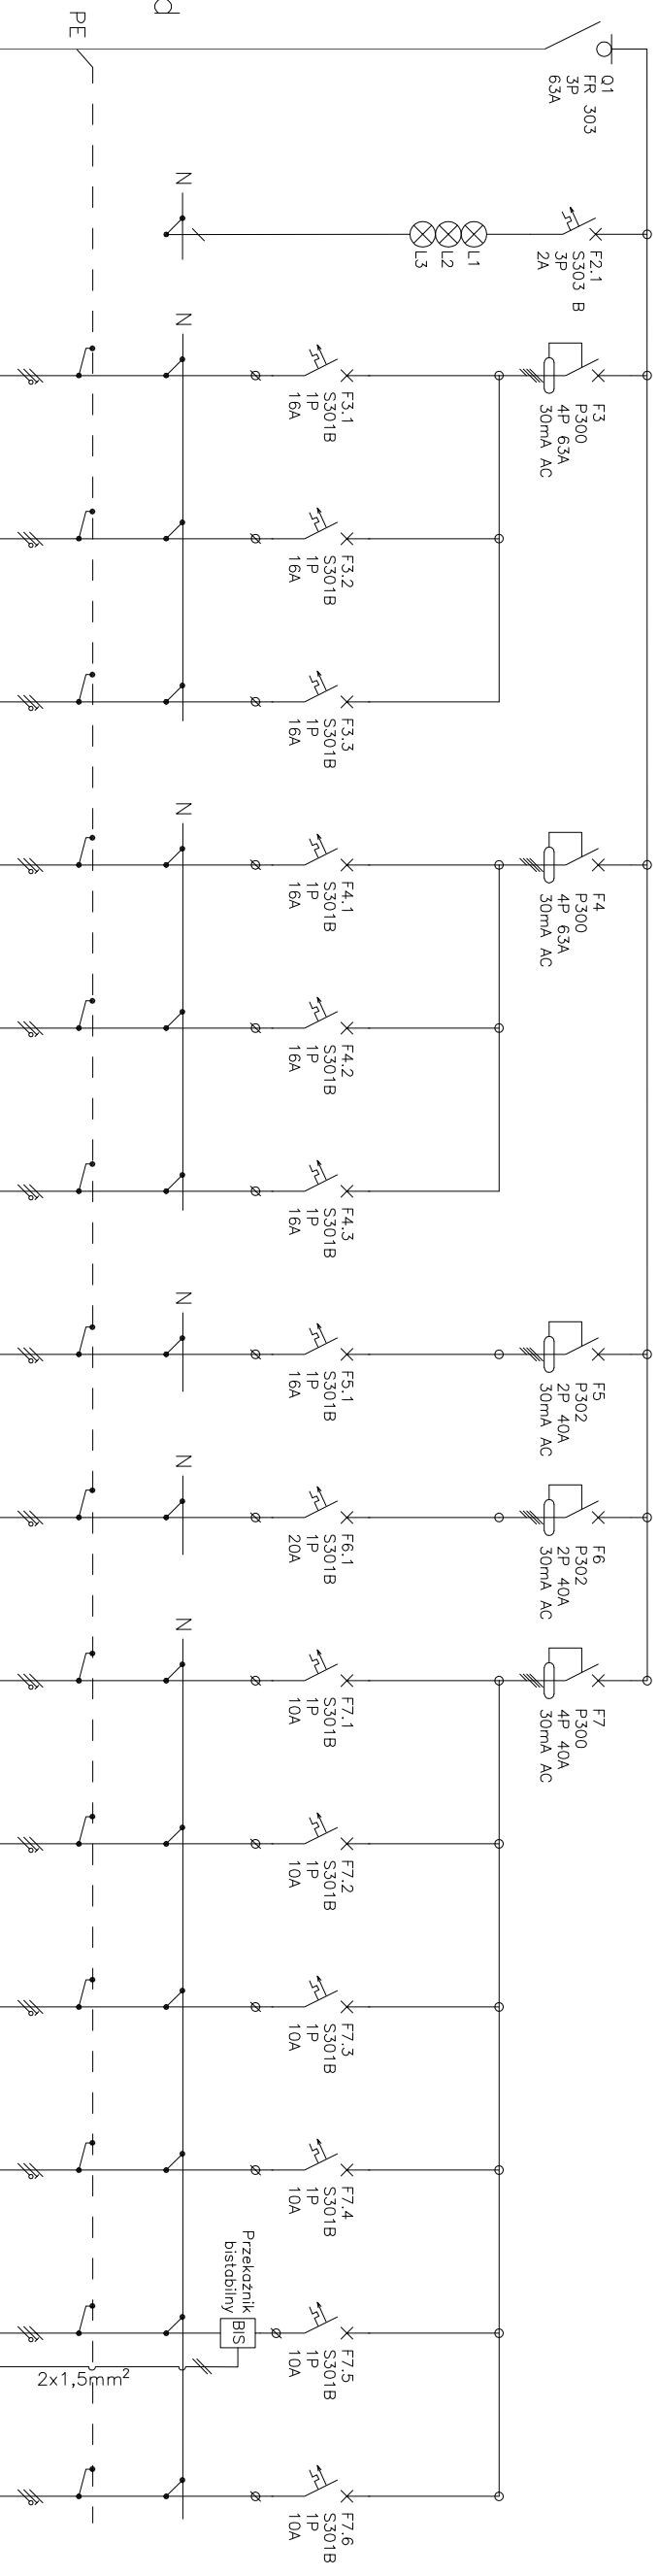 d
PE
Q1
FR 303
3P
63A
N
F2.1
S303 B
3P
2A
L1
L2
L3
N
F3
P300
4P 63A
30mA AC
F3.1
S301B
1P
16A
F3.2
S301B
1P
16A
F3.3
S301B
1P
16A
N
F4
P300
4P 63A
30mA AC
F4.1
S301B
1P
16A
F4.2
S301B
1P
16A
F4.3
S301B
1P
16A
N
F5
P302
2P 40A
30mA AC
F5.1
S301B
1P
16A
N
F6
P302
2P 40A
30mA AC
F6.1
S301B
1P
20A
N
F7
P300
4P 40A
30mA AC
F7.1
S301B
1P
10A
F7.2
S301B
1P
10A
F7.3
S301B
1P
10A
F7.4
S301B
1P
10A
Przekaźnik
bistabilny
BIS
F7.5
S301B
1P
10A
2x1,5mm²
F7.6
S301B
1P
10A